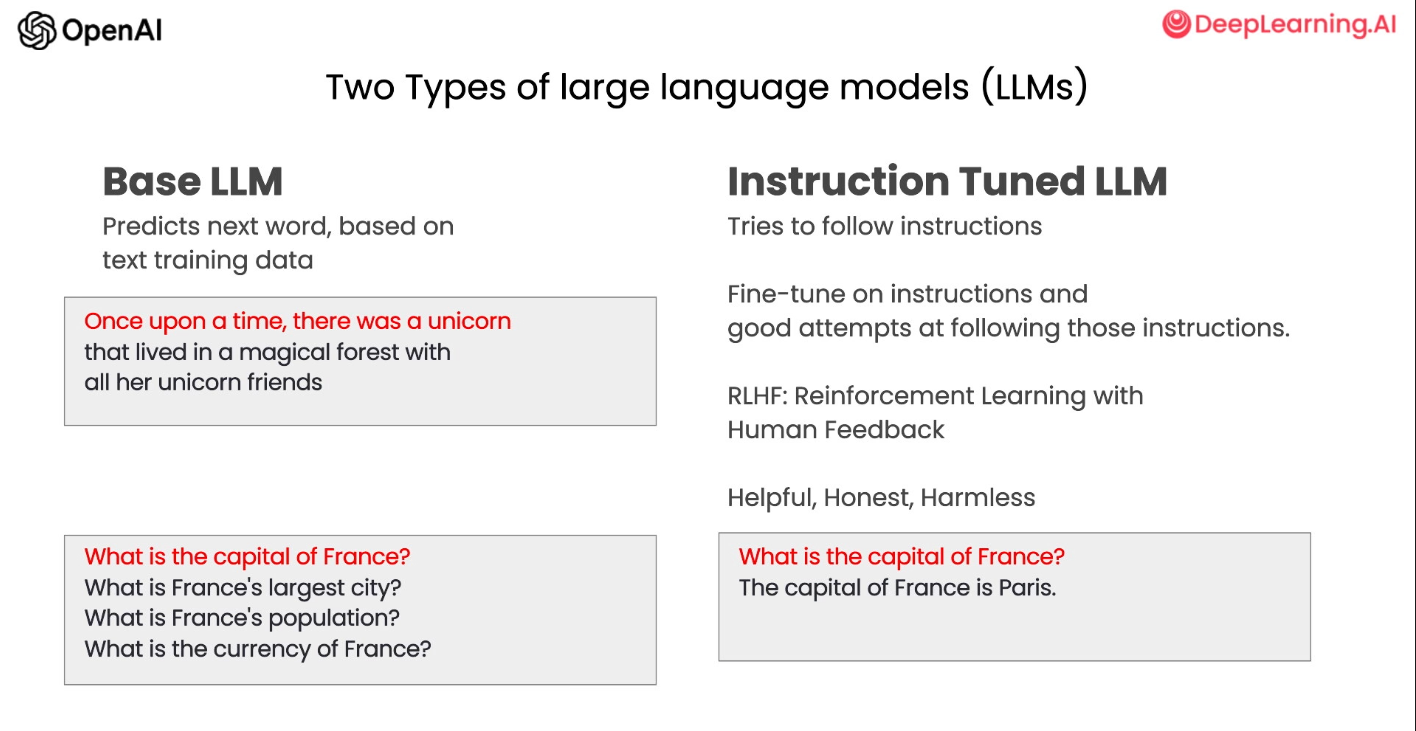 OpenAI
DeepLearning.AI
Two Types of large language models (LLMs)
Base LLM
Predicts next word, based on
text training data
Once upon a time, there was a unicorn
that lived in a magical forest with
all her unicorn friends
What is the capital of France?
What is France's largest city?
What is France's population?
What is the currency of France?
Instruction Tuned LLM
Tries to follow instructions
Fine-tune on instructions and
good attempts at following those instructions.
RLHF: Reinforcement Learning with
Human Feedback
Helpful, Honest, Harmless
What is the capital of France?
The capital of France is Paris.